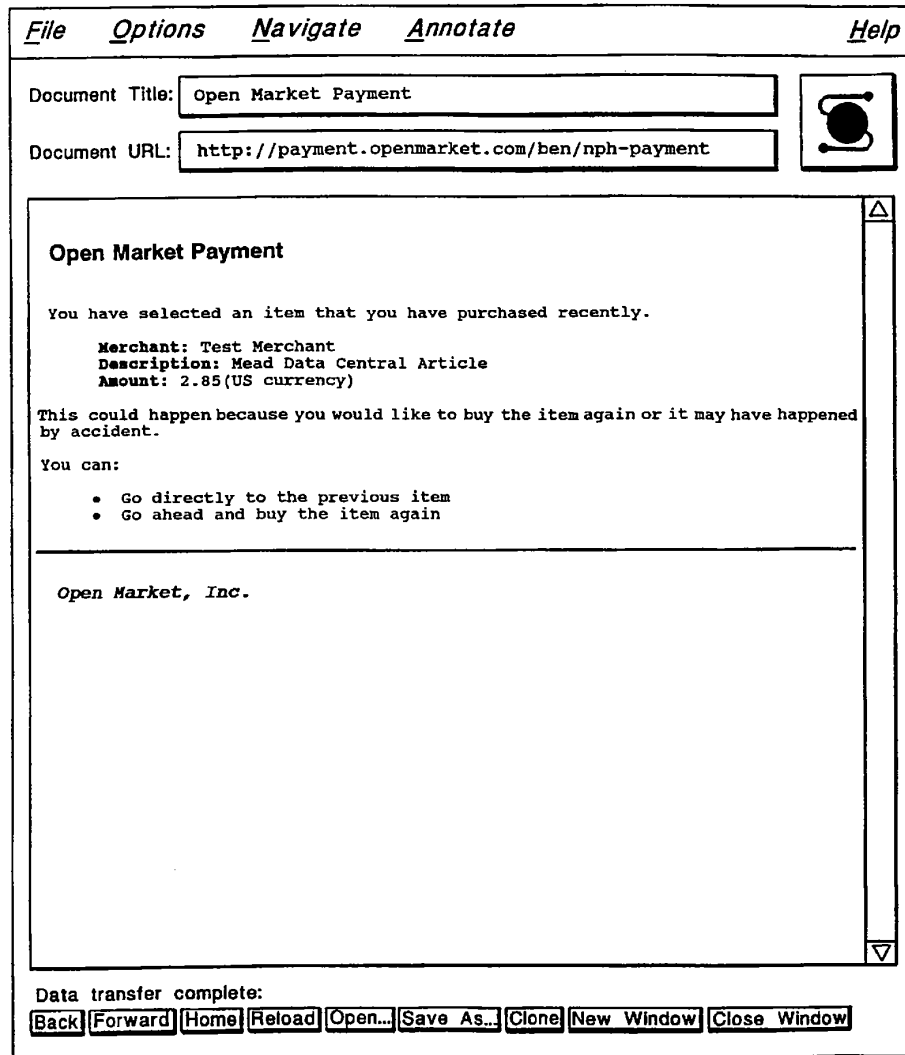 File Options Navigate Annotate Help
Document Title: Open Market Payment
Document URL: http://payment.openmarket.com/ben/nph-payment
Open Market Payment
You have selected an item that you have purchased recently.
Merchant: Test Merchant
Description: Mead Data Central Article
Amount: 2.85(US currency)
This could happen because you would like to buy the item again or it may have happened
by accident.
You can:
• Go directly to the previous item
• Go ahead and buy the item again
Open Market, Inc.
Data transfer complete:
Back Forward Home Reload Open... Save As... Clone New Window Close Window